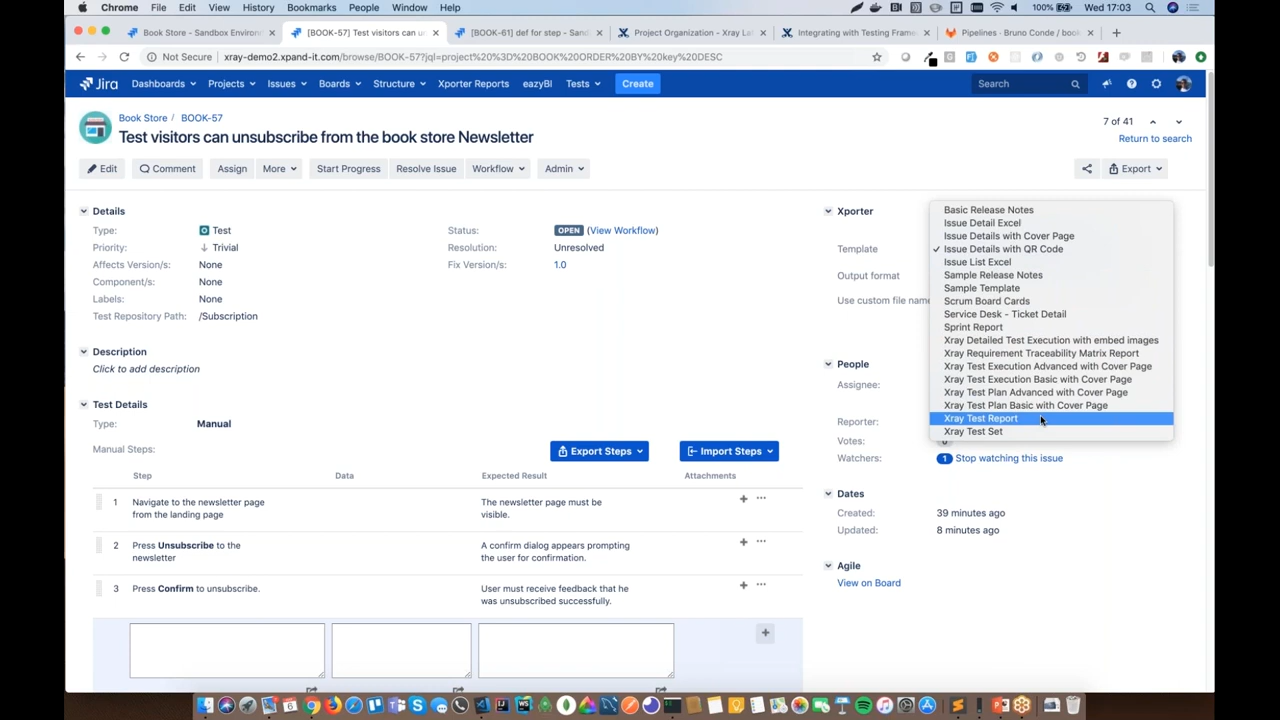 Chrome File Edit View History Bookmarks People Window Help 100% Wed 17:03
Book Store - Sandbox Environ
[BOOK-57] Test visitors can un
[BOOK-61] def for step - Sand
Project Organization - Xray La
Integrating with Testing Frame
Pipelines - Bruno Conde / book
Not Secure xray-demo2.xpand-it.com/browse/BOOK-57?jql=project%20%3D%20BOOK%20ORDER%20BY%20key%20DESC
Jira Dashboards Projects Issues Boards Structure Xporter Reports eazyBI Tests Create Search
Book Store / BOOK-57
Test visitors can unsubscribe from the book store Newsletter
7 of 41
Return to search
Edit Comment Assign More Start Progress Resolve Issue Workflow Admin Export
Details
Type: Test
Priority: Trivial
Affects Version/s: None
Component/s: None
Labels: None
Test Repository Path: /Subscription
Status: OPEN (View Workflow)
Resolution: Unresolved
Fix Version/s: 1.0
Description
Click to add description
Test Details
Type: Manual
Manual Steps:
Export Steps Import Steps
Step Data Expected Result Attachments
1 Navigate to the newsletter page
from the landing page
The newsletter page must be
visible.
2 Press Unsubscribe to the
newsletter
A confirm dialog appears prompting
the user for confirmation.
3 Press Confirm to unsubscribe.
User must receive feedback that he
was unsubscribed successfully.
Xporter
Template
Output format
Use custom file name
Basic Release Notes
Issue Detail Excel
Issue Details with Cover Page
✓ Issue Details with QR Code
Issue List Excel
Sample Release Notes
Sample Template
Scrum Board Cards
Service Desk - Ticket Detail
Sprint Report
Xray Detailed Test Execution with embed images
Xray Requirement Traceability Matrix Report
Xray Test Execution Advanced with Cover Page
Xray Test Execution Basic with Cover Page
Xray Test Plan Advanced with Cover Page
Xray Test Plan Basic with Cover Page
Xray Test Report
Xray Test Set
People
Assignee:
Reporter:
Votes:
Watchers: 1 Stop watching this issue
Dates
Created: 39 minutes ago
Updated: 8 minutes ago
Agile
View on Board